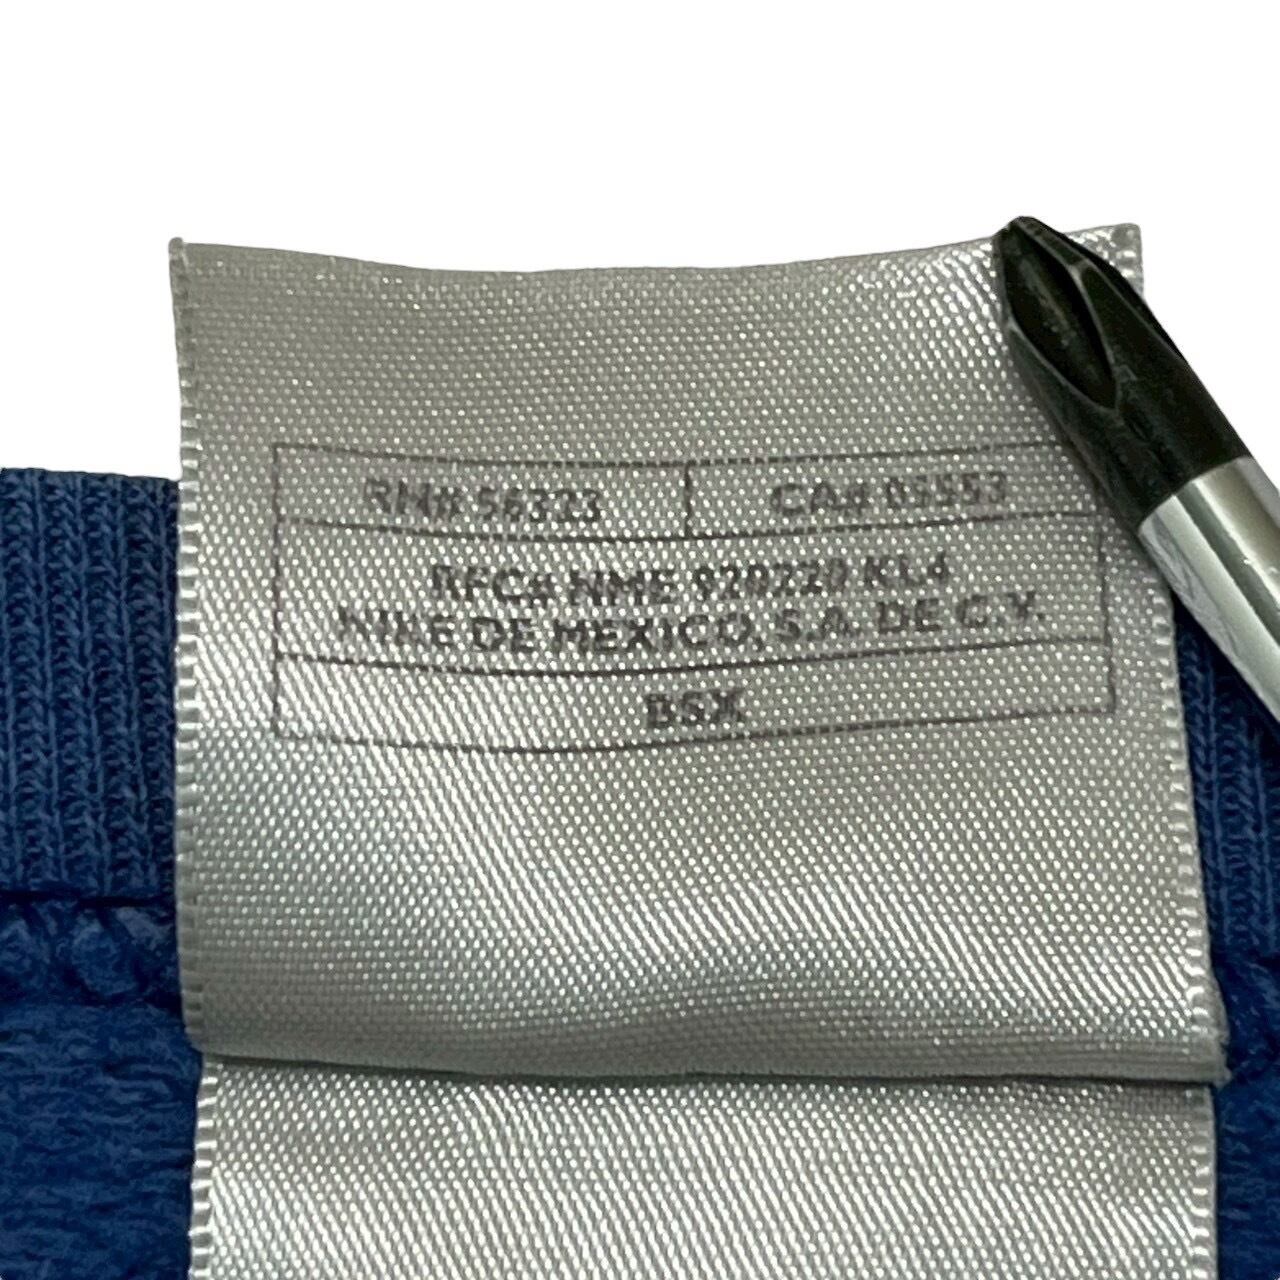 RN# 56323 CA# 05553
RFC# NME 920220 KL4
NIKE DE MEXICO, S.A. DE C.V.
BSX